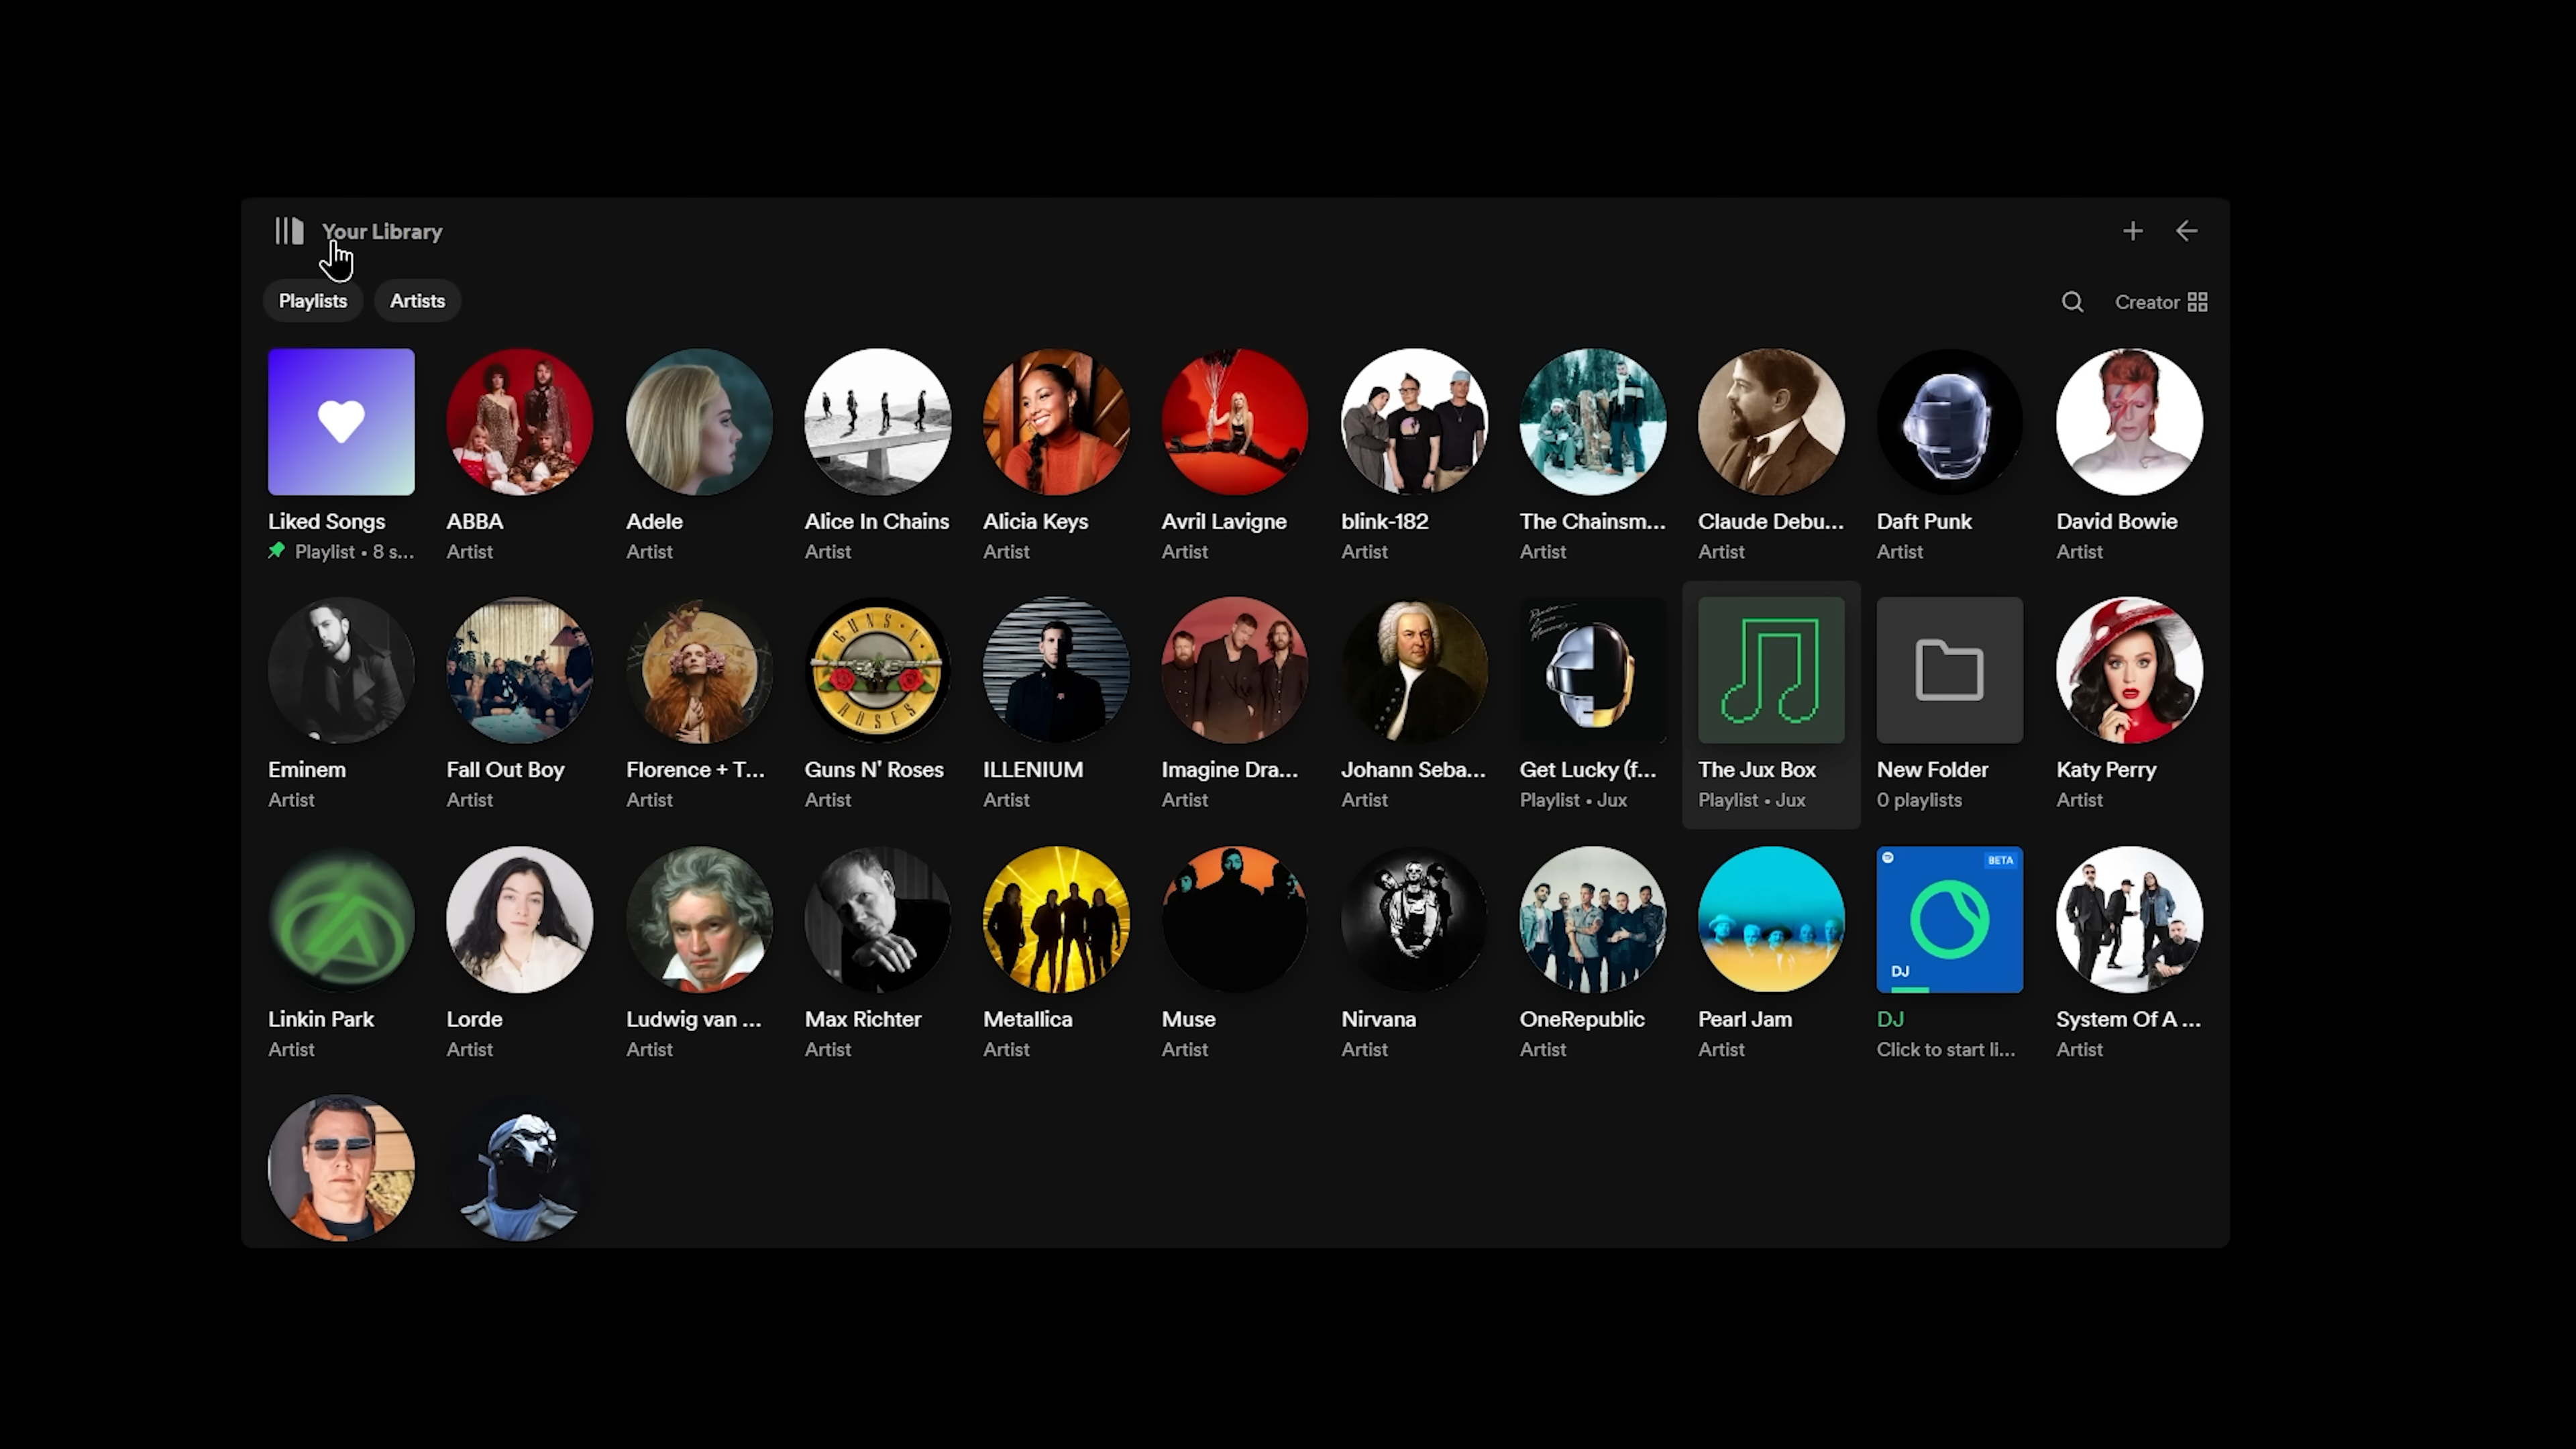 Your Library
Playlists
Artists
Creator
Liked Songs
Playlist • 8 s...
ABBA
Artist
Adele
Artist
Alice In Chains
Artist
Alicia Keys
Artist
Avril Lavigne
Artist
blink-182
Artist
The Chainsm...
Artist
Claude Debu...
Artist
Daft Punk
Artist
David Bowie
Artist
Eminem
Artist
Fall Out Boy
Artist
Florence + T...
Artist
GUNS N'
ROSES
Guns N' Roses
Artist
ILLENIUM
Artist
Imagine Dra...
Artist
Johann Seba...
Artist
Get Lucky (f...
Playlist • Jux
The Jux Box
Playlist • Jux
New Folder
0 playlists
Katy Perry
Artist
Linkin Park
Artist
Lorde
Artist
Ludwig van ...
Artist
Max Richter
Artist
Metallica
Artist
Muse
Artist
Nirvana
Artist
OneRepublic
Artist
Pearl Jam
Artist
BETA
DJ
DJ
Click to start li...
System Of A ...
Artist